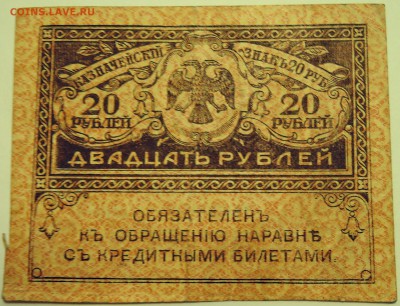 COINS.LAVE.RU
КАЗНАЧЕЙСКІЙ ЗНАКЪ 20 РУБ.
20 РУБЛЕЙ 20 РУБЛЕЙ
ДВАДЦАТЬ РУБЛЕЙ
ОБЯЗАТЕЛЕНЪ
КЪ ОБРАЩЕНІЮ НАРАВНѢ
СЪ КРЕДИТНЫМИ БИЛЕТАМИ.